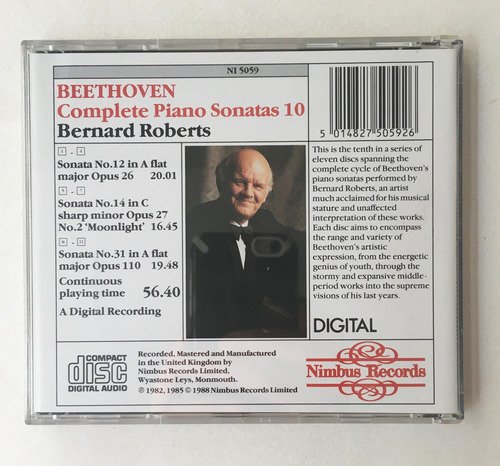 NI 5059
BEETHOVEN
Complete Piano Sonatas 10
Bernard Roberts
5 014827 505926
Sonata No.12 in A flat
major Opus 26 20.01
Sonata No.14 in C
sharp minor Opus 27
No.2 ‘Moonlight’ 16.45
Sonata No.31 in A flat
major Opus 110 19.48
Continuous
playing time 56.40
A Digital Recording
This is the tenth in a series of
eleven discs spanning the
complete cycle of Beethoven's
piano sonatas performed by
Bernard Roberts, an artist
much acclaimed for his musical
stature and unaffected
interpretation of these works.
Each disc aims to encompass
the range and variety of
Beethoven's artistic
expression, from the energetic
genius of youth, through the
stormy and expansive middle-
period works into the supreme
visions of his last years.
DIGITAL
COMPACT
disc
DIGITAL AUDIO
Recorded, Mastered and Manufactured
in the United Kingdom by
Nimbus Records Limited,
Wyastone Leys, Monmouth.
℗ 1982, 1985 © 1988 Nimbus Records Limited
Nimbus Records